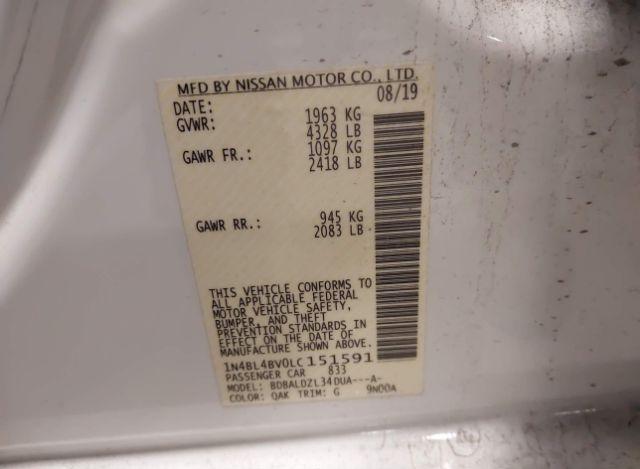 MFD BY NISSAN MOTOR CO., LTD.
DATE: 08/19
GVWR: 1963 KG
4328 LB
GAWR FR.: 1097 KG
2418 LB
GAWR RR.: 945 KG
2083 LB
THIS VEHICLE CONFORMS TO
ALL APPLICABLE FEDERAL
MOTOR VEHICLE SAFETY,
BUMPER, AND THEFT
PREVENTION STANDARDS IN
EFFECT ON THE DATE OF
MANUFACTURE SHOWN ABOVE.
1N4BL4BV0LC151591
PASSENGER CAR 833
MODEL: BDBALDZL34DUA---A-
COLOR: QAK TRIM: G 9N00A